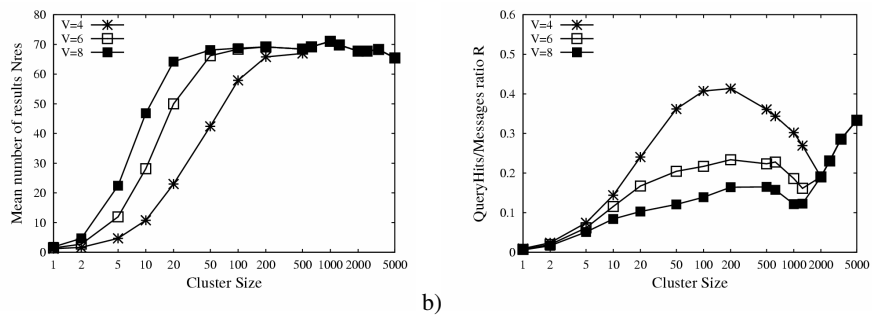 Mean number of results Nres
80
70
60
50
40
30
20
10
0
V=4
V=6
V=8
1 2 5 10 20 50 100 200 500 1000 2000 5000
Cluster Size
b)
QueryHits/Messages ratio R
0.6
0.5
0.4
0.3
0.2
0.1
0
V=4
V=6
V=8
1 2 5 10 20 50 100 200 500 1000 2000 5000
Cluster Size